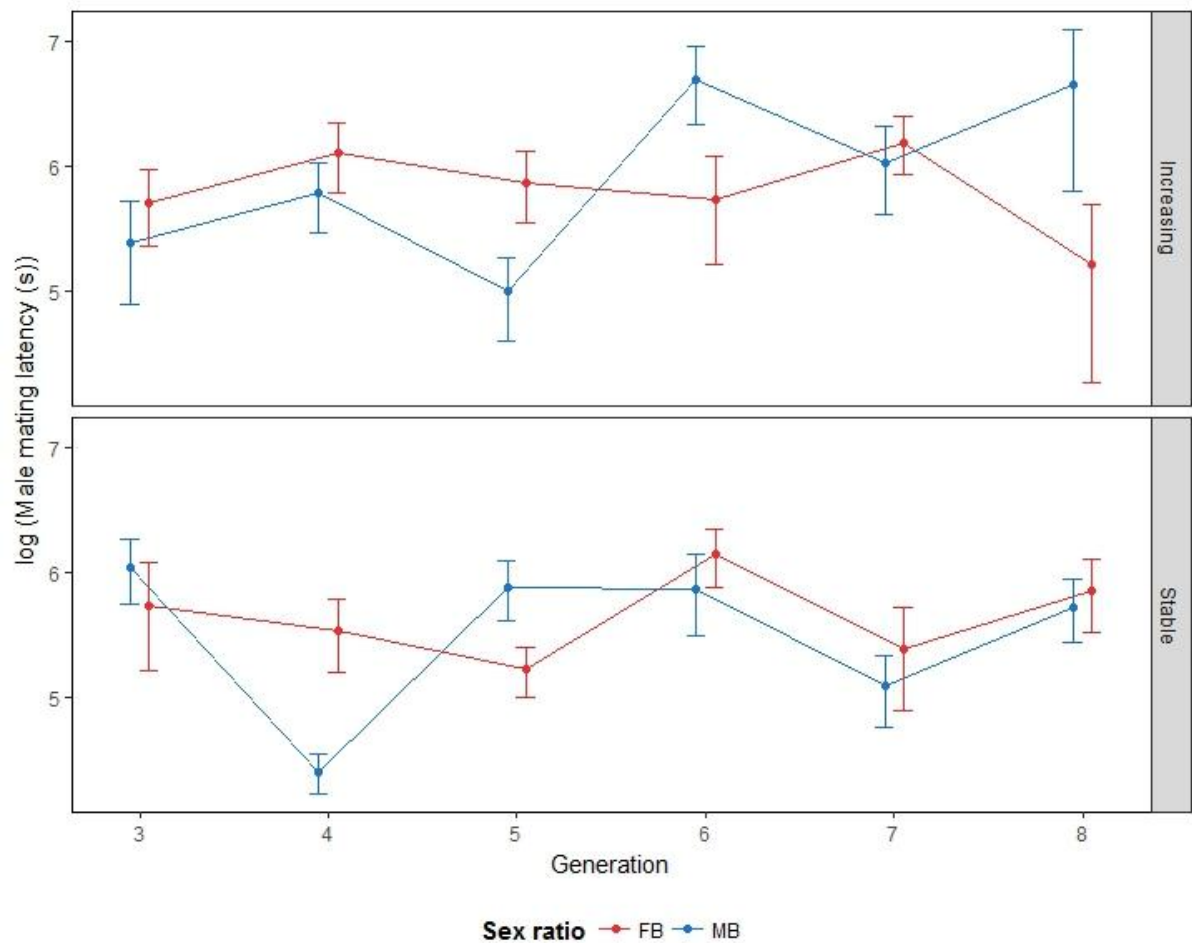 log (Male mating latency (s))
7
6
5
Increasing
7
6
5
Stable
3 4 5 6 7 8
Generation
Sex ratio FB MB